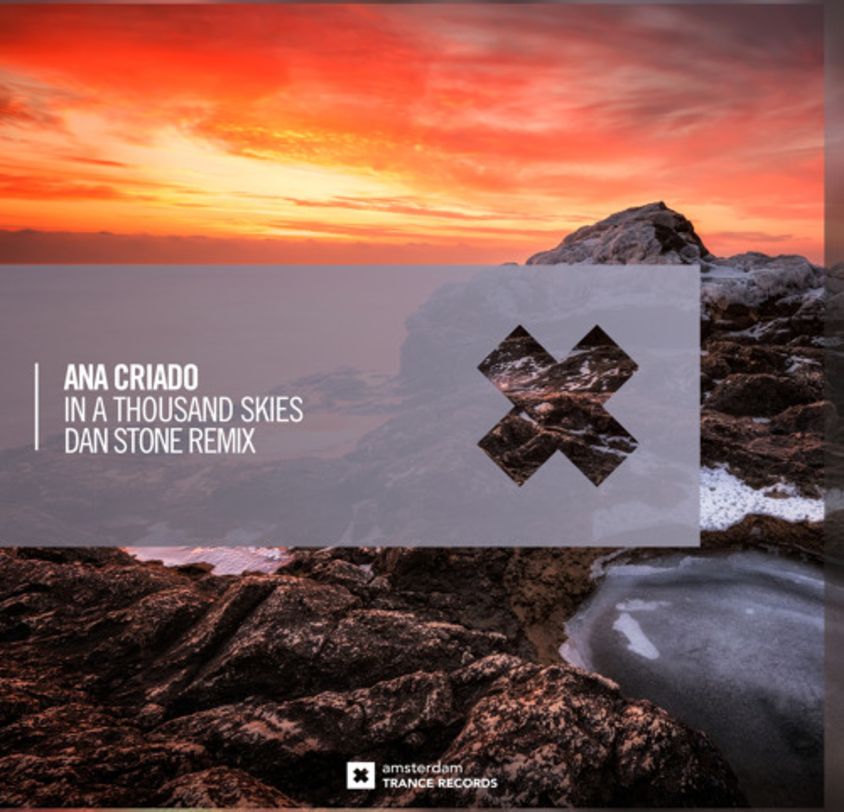 ANA CRIADO
IN A THOUSAND SKIES
DAN STONE REMIX
amsterdam
TRANCE RECORDS